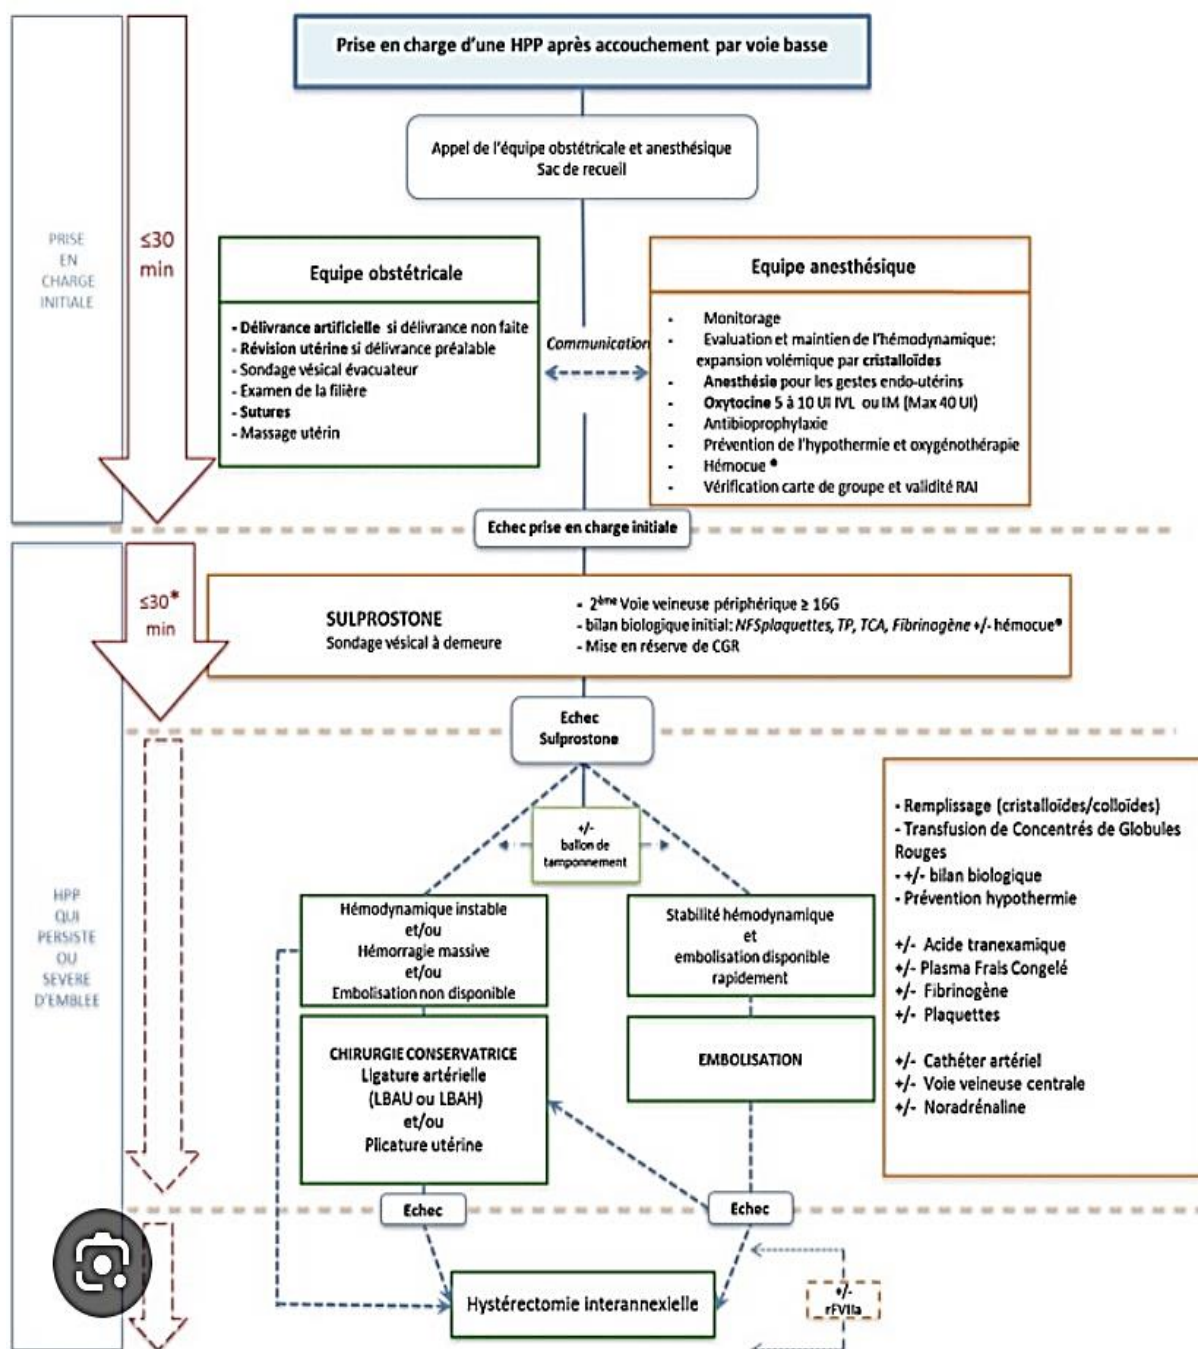 Prise en charge d'une HPP après accouchement par voie basse
Appel de l'équipe obstétricale et anesthésique
Sac de recueil
PRISE
EN
CHARGE
INITIALE
≤30
min
Equipe obstétricale
- Délivrance artificielle si délivrance non faite
- Révision utérine si délivrance préalable
- Sondage vésical évacuateur
- Examen de la filière
- Sutures
- Massage utérin
Communication
Equipe anesthésique
- Monitorage
- Evaluation et maintien de l'hémodynamique:
expansion volémique par cristalloïdes
- Anesthésie pour les gestes endo-utérins
- Oxytocine 5 à 10 UI IVL ou IM (Max 40 UI)
- Antibioprophylaxie
- Prévention de l'hypothermie et oxygénothérapie
- Hémocue ®
- Vérification carte de groupe et validité RAI
Echec prise en charge initiale
≤30*
min
SULPROSTONE
Sondage vésical à demeure
- 2ème Voie veineuse périphérique ≥ 16G
- bilan biologique initial: NFSplaquettes, TP, TCA, Fibrinogène +/- hémocue®
- Mise en réserve de CGR
Echec
Sulprostone
+/-
ballon de
tamponnement
HPP
QUI
PERSISTE
OU
SEVERE
D'EMBLEE
Hémodynamique instable
et/ou
Hémorragie massive
et/ou
Embolisation non disponible
Stabilité hémodynamique
et
embolisation disponible
rapidement
CHIRURGIE CONSERVATRICE
Ligature artérielle
(LBAU ou LBAH)
et/ou
Plicature utérine
EMBOLISATION
- Remplissage (cristalloïdes/colloïdes)
- Transfusion de Concentrés de Globules
Rouges
- +/- bilan biologique
- Prévention hypothermie
+/- Acide tranexamique
+/- Plasma Frais Congelé
+/- Fibrinogène
+/- Plaquettes
+/- Cathéter artériel
+/- Voie veineuse centrale
+/- Noradrénaline
Echec
Echec
Hystérectomie interannexielle
+/-
rFVIIa